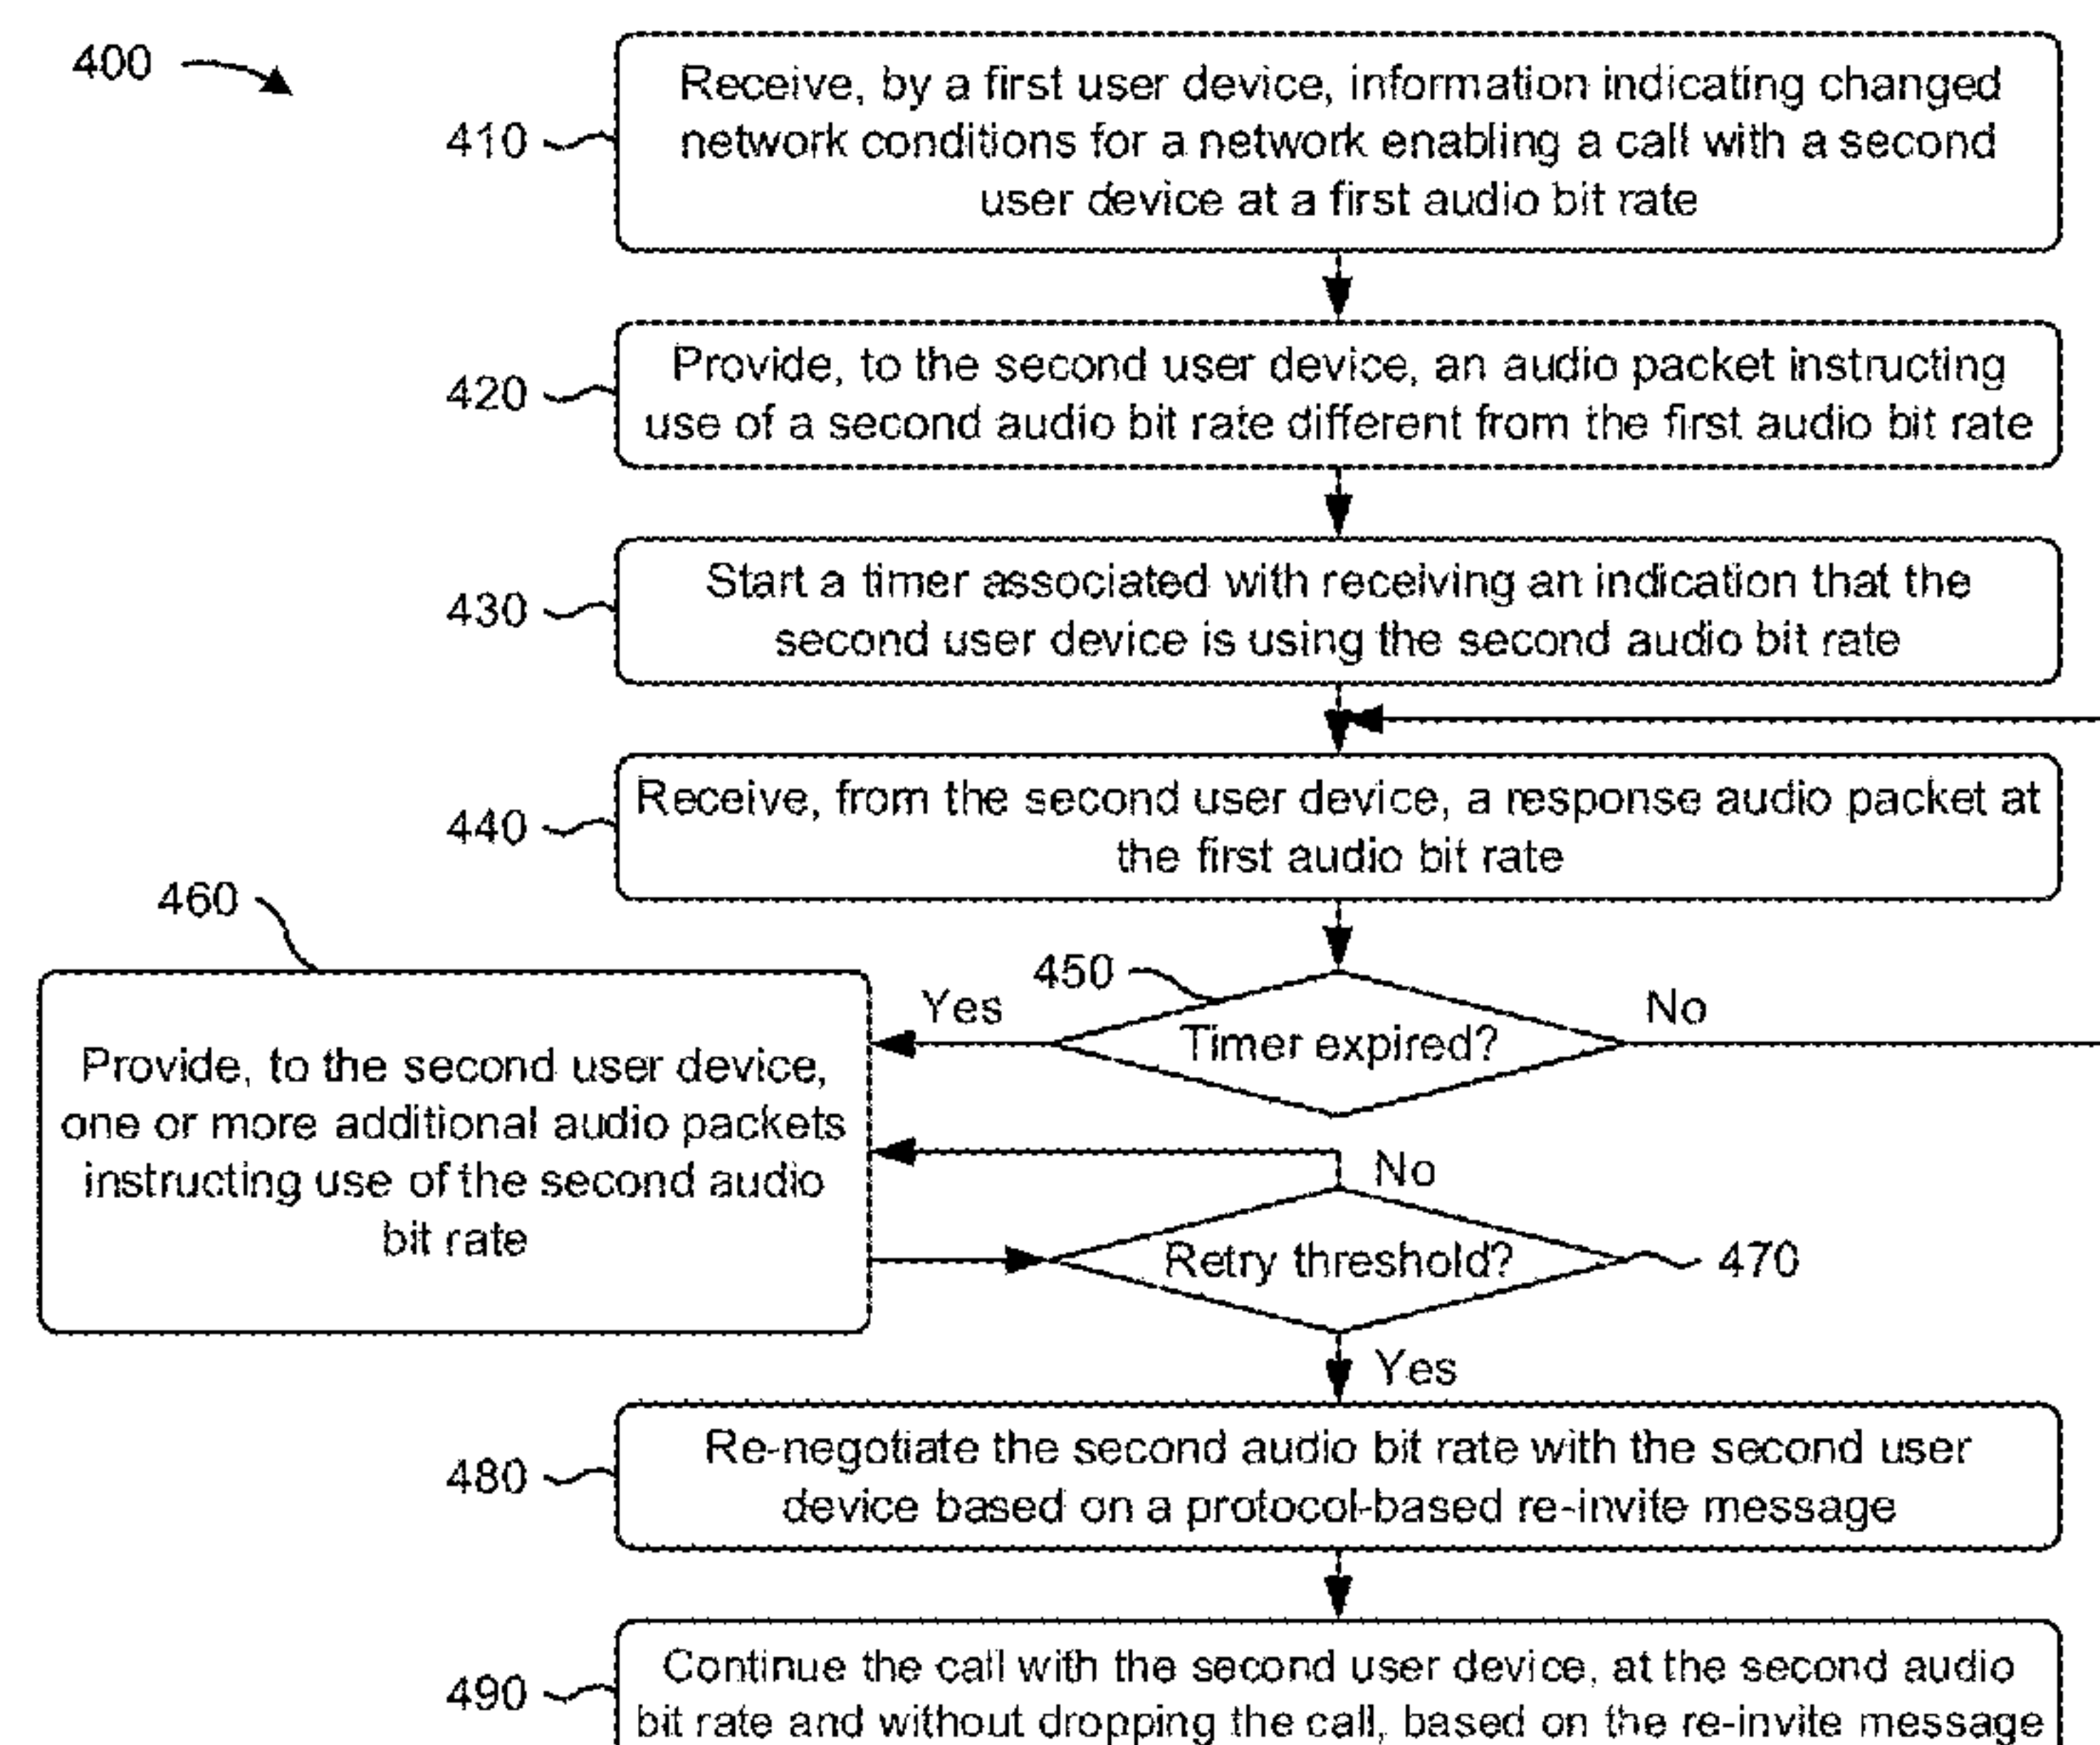 400
410
Receive, by a first user device, information indicating changed
network conditions for a network enabling a call with a second
user device at a first audio bit rate
420
Provide, to the second user device, an audio packet instructing
use of a second audio bit rate different from the first audio bit rate
430
Start a timer associated with receiving an indication that the
second user device is using the second audio bit rate
440
Receive, from the second user device, a response audio packet at
the first audio bit rate
450
Timer expired?
Yes
No
460
Provide, to the second user device,
one or more additional audio packets
instructing use of the second audio
bit rate
No
Retry threshold?
470
Yes
480
Re-negotiate the second audio bit rate with the second user
device based on a protocol-based re-invite message
490
Continue the call with the second user device, at the second audio
bit rate and without dropping the call, based on the re-invite message